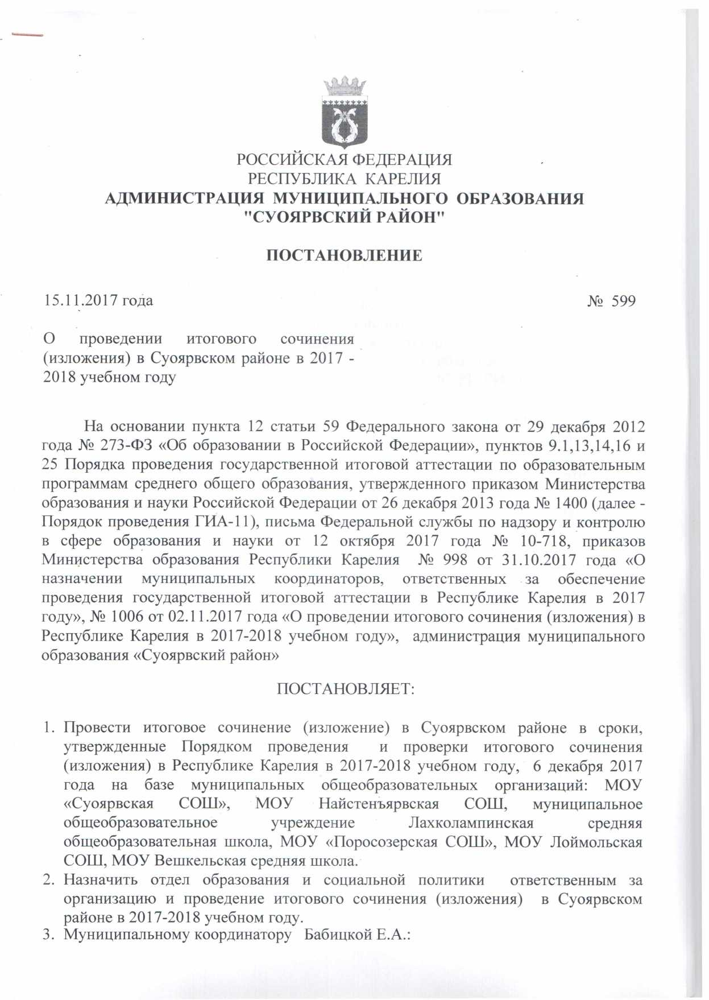 РОССИЙСКАЯ ФЕДЕРАЦИЯ
РЕСПУБЛИКА КАРЕЛИЯ
АДМИНИСТРАЦИЯ МУНИЦИПАЛЬНОГО ОБРАЗОВАНИЯ
"СУОЯРВСКИЙ РАЙОН"
ПОСТАНОВЛЕНИЕ
15.11.2017 года № 599
О проведении итогового сочинения
(изложения) в Суоярвском районе в 2017 -
2018 учебном году
На основании пункта 12 статьи 59 Федерального закона от 29 декабря 2012
года № 273-ФЗ «Об образовании в Российской Федерации», пунктов 9.1,13,14,16 и
25 Порядка проведения государственной итоговой аттестации по образовательным
программам среднего общего образования, утвержденного приказом Министерства
образования и науки Российской Федерации от 26 декабря 2013 года № 1400 (далее -
Порядок проведения ГИА-11), письма Федеральной службы по надзору и контролю
в сфере образования и науки от 12 октября 2017 года № 10-718, приказов
Министерства образования Республики Карелия № 998 от 31.10.2017 года «О
назначении муниципальных координаторов, ответственных за обеспечение
проведения государственной итоговой аттестации в Республике Карелия в 2017
году», № 1006 от 02.11.2017 года «О проведении итогового сочинения (изложения) в
Республике Карелия в 2017-2018 учебном году», администрация муниципального
образования «Суоярвский район»
ПОСТАНОВЛЯЕТ:
1. Провести итоговое сочинение (изложение) в Суоярвском районе в сроки,
утвержденные Порядком проведения и проверки итогового сочинения
(изложения) в Республике Карелия в 2017-2018 учебном году, 6 декабря 2017
года на базе муниципальных общеобразовательных организаций: МОУ
«Суоярвская СОШ», МОУ Найстенъярвская СОШ, муниципальное
общеобразовательное учреждение Лахколампинская средняя
общеобразовательная школа, МОУ «Поросозерская СОШ», МОУ Лоймольская
СОШ, МОУ Вешкельская средняя школа.
2. Назначить отдел образования и социальной политики ответственным за
организацию и проведение итогового сочинения (изложения) в Суоярвском
районе в 2017-2018 учебном году.
3. Муниципальному координатору Бабицкой Е.А.: